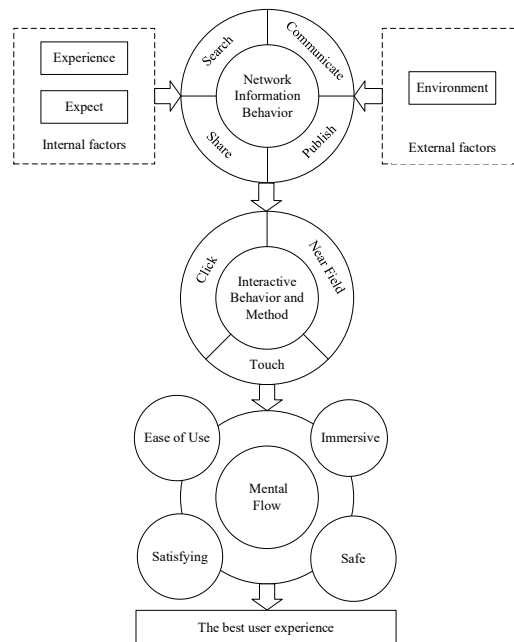 Experience
Expect
Internal factors
Search
Communicate
Share
Publish
Network
Information
Behavior
Environment
External factors
Click
Near Field
Touch
Interactive
Behavior and
Method
Ease of Use
Immersive
Mental
Flow
Satisfying
Safe
The best user experience